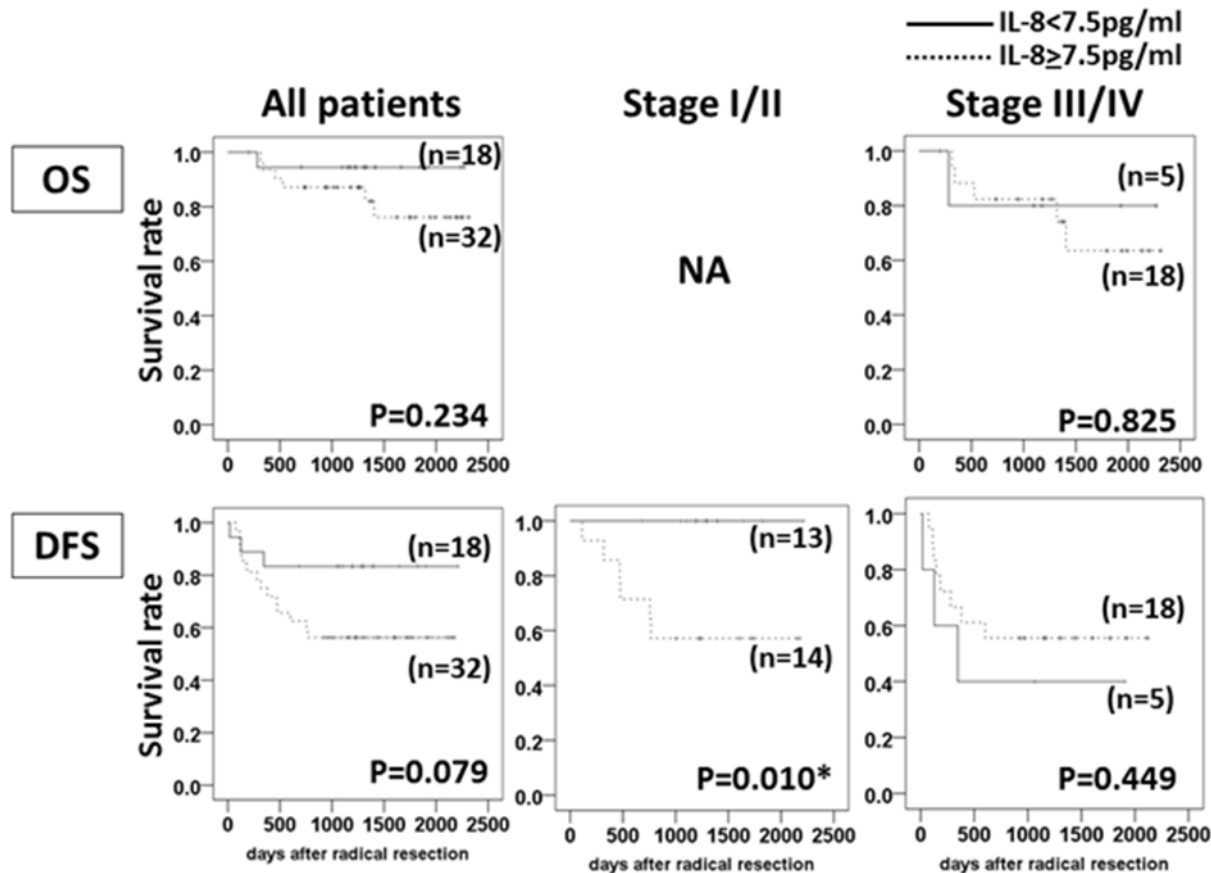 IL-8<7.5pg/ml
IL-8≥7.5pg/ml
All patients
Stage I/II
Stage III/IV
OS
Survival rate
1.0
0.8
0.6
0.4
0.2
0.0
(n=18)
(n=32)
P=0.234
0 500 1000 1500 2000 2500
NA
1.0
0.8
0.6
0.4
0.2
0.0
(n=5)
(n=18)
P=0.825
0 500 1000 1500 2000 2500
DFS
Survival rate
1.0
0.8
0.6
0.4
0.2
0.0
(n=18)
(n=32)
P=0.079
0 500 1000 1500 2000 2500
days after radical resection
1.0
0.8
0.6
0.4
0.2
0.0
(n=13)
(n=14)
P=0.010*
0 500 1000 1500 2000 2500
days after radical resection
1.0
0.8
0.6
0.4
0.2
0.0
(n=18)
(n=5)
P=0.449
0 500 1000 1500 2000 2500
days after radical resection